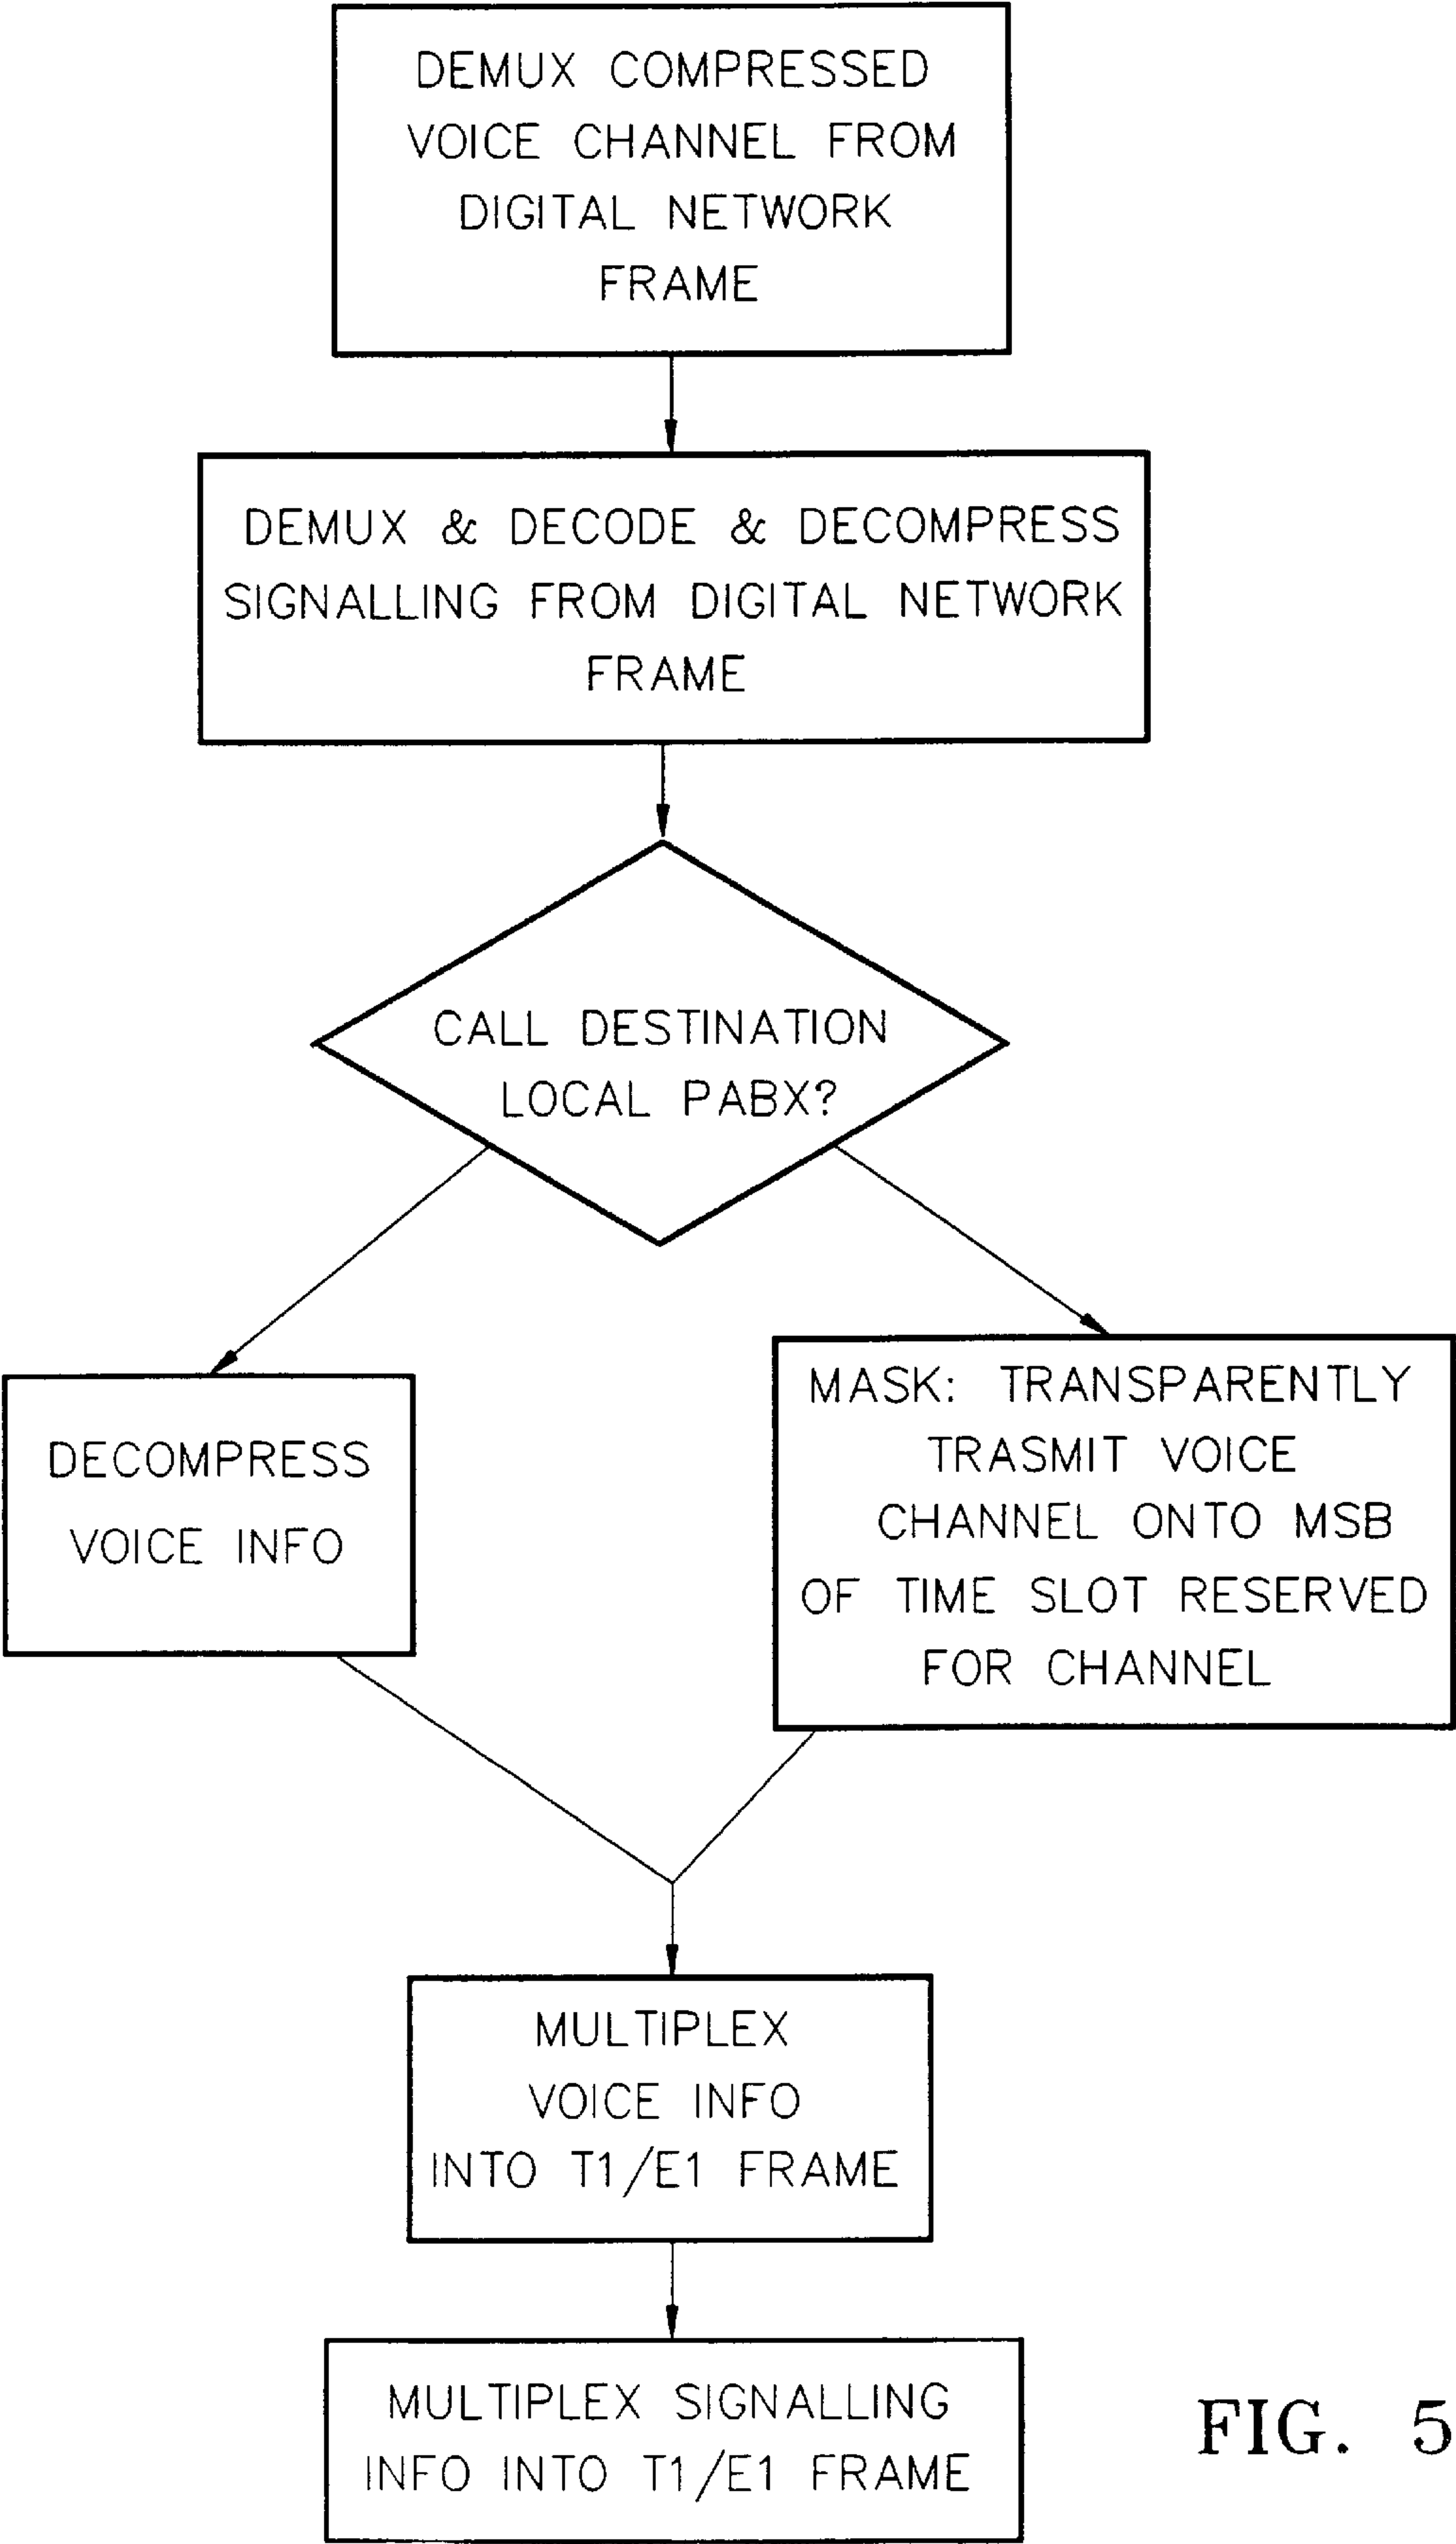 DEMUX COMPRESSED
VOICE CHANNEL FROM
DIGITAL NETWORK
FRAME
DEMUX & DECODE & DECOMPRESS
SIGNALLING FROM DIGITAL NETWORK
FRAME
CALL DESTINATION
LOCAL PABX?
DECOMPRESS
VOICE INFO
MASK: TRANSPARENTLY
TRASMIT VOICE
CHANNEL ONTO MSB
OF TIME SLOT RESERVED
FOR CHANNEL
MULTIPLEX
VOICE INFO
INTO T1/E1 FRAME
MULTIPLEX SIGNALLING
INFO INTO T1/E1 FRAME
FIG. 5